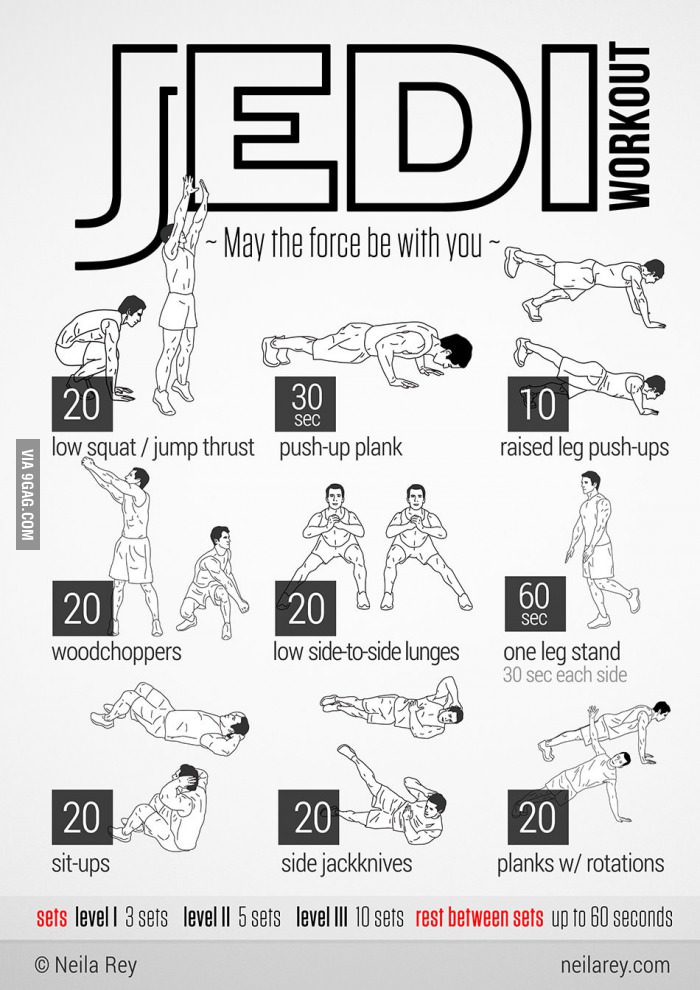 JEDI
WORKOUT
~ May the force be with you ~
20
low squat / jump thrust
30
sec
push-up plank
10
raised leg push-ups
VIA 9GAG.COM
20
woodchoppers
20
low side-to-side lunges
60
sec
one leg stand
30 sec each side
20
sit-ups
20
side jackknives
20
planks w/ rotations
sets level I 3 sets level II 5 sets level III 10 sets rest between sets up to 60 seconds
© Neila Rey
neilarey.com